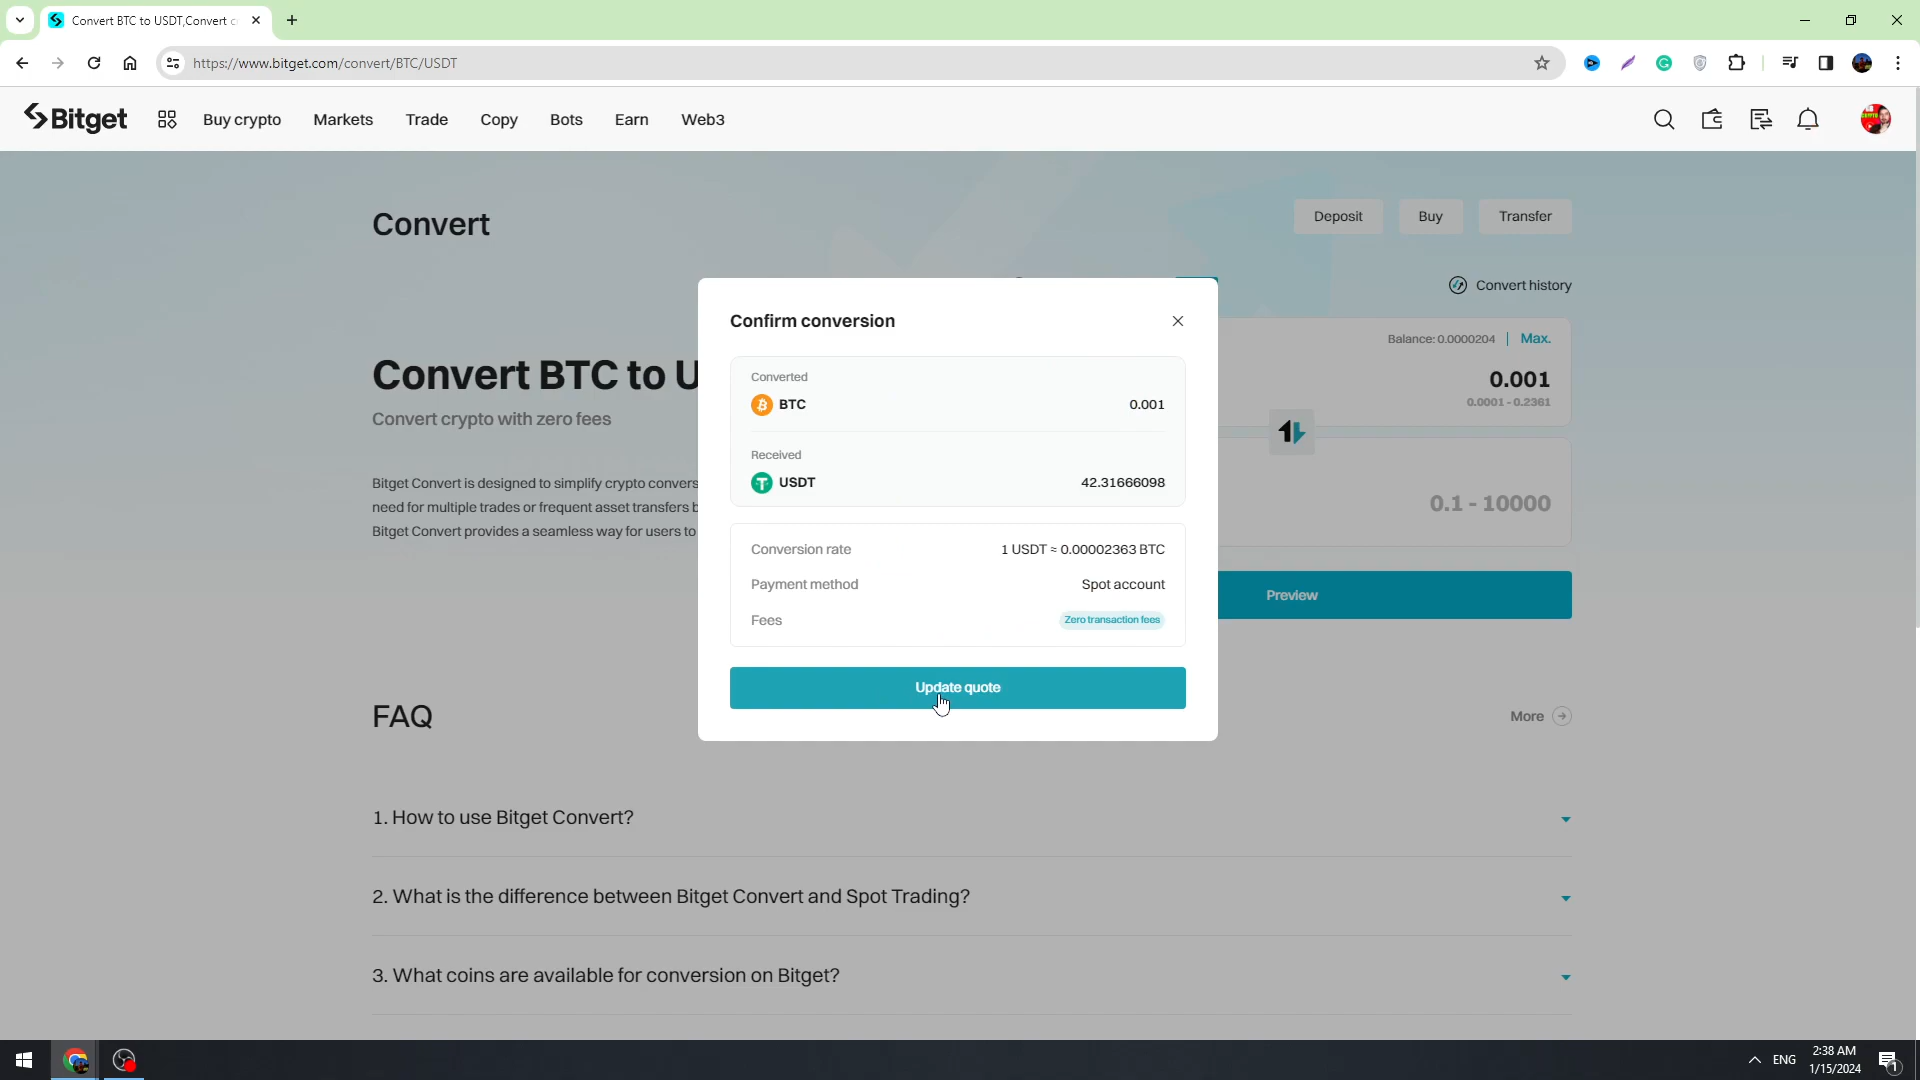 Convert BTC to USDT,Convert c
https://www.bitget.com/convert/BTC/USDT
Bitget
Buy crypto
Markets
Trade
Copy
Bots
Earn
Web3
Convert
Deposit
Buy
Transfer
Convert history
Convert BTC to U
Convert crypto with zero fees
Bitget Convert is designed to simplify crypto convers
need for multiple trades or frequent asset transfers b
Bitget Convert provides a seamless way for users to
Balance: 0.0000204 | Max.
0.001
0.0001 - 0.2361
0.1 - 10000
Preview
Confirm conversion
Converted
BTC 0.001
Received
USDT 42.31666098
Conversion rate 1 USDT ≈ 0.00002363 BTC
Payment method Spot account
Fees Zero transaction fees
Update quote
FAQ
More
1. How to use Bitget Convert?
2. What is the difference between Bitget Convert and Spot Trading?
3. What coins are available for conversion on Bitget?
ENG
2:38 AM
1/15/2024
1